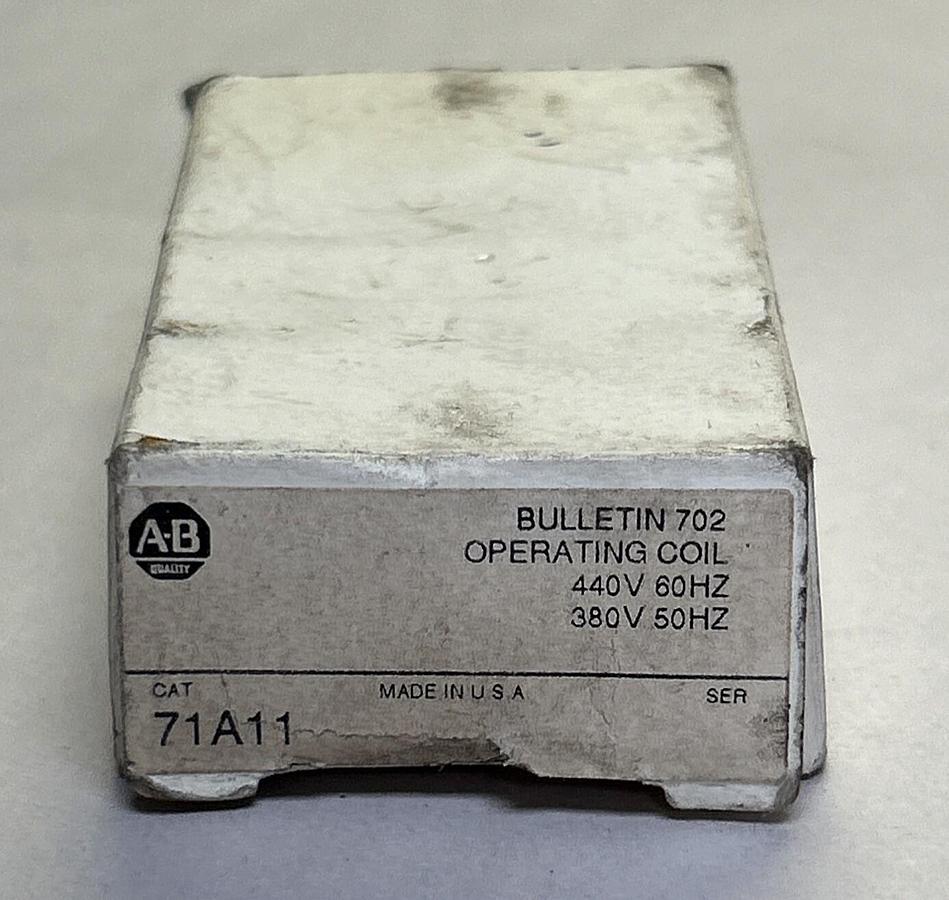 A-B
QUALITY
BULLETIN 702
OPERATING COIL
440V 60HZ
380V 50HZ
CAT MADE IN U S A SER
71A11